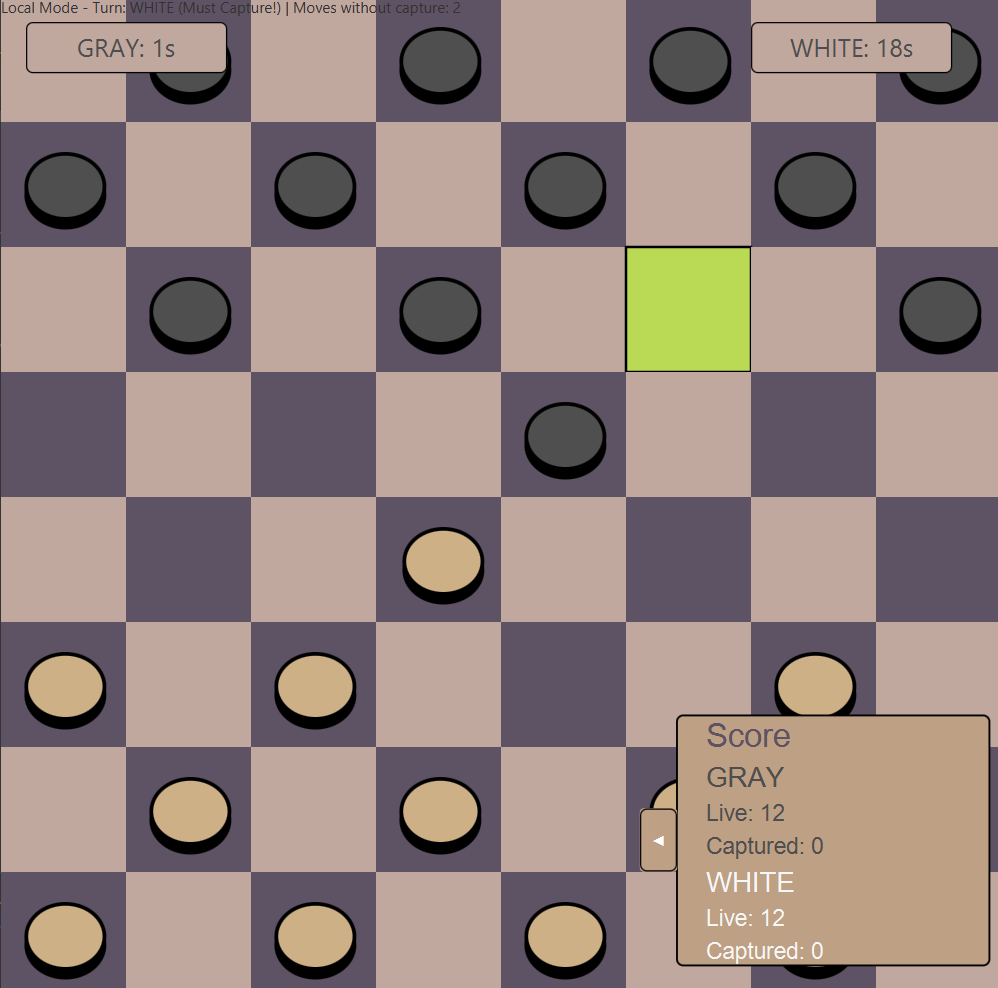 Local Mode - Turn: WHITE (Must Capture!) | Moves without capture: 2
GRAY: 1s
WHITE: 18s
Score
GRAY
Live: 12
Captured: 0
WHITE
Live: 12
Captured: 0